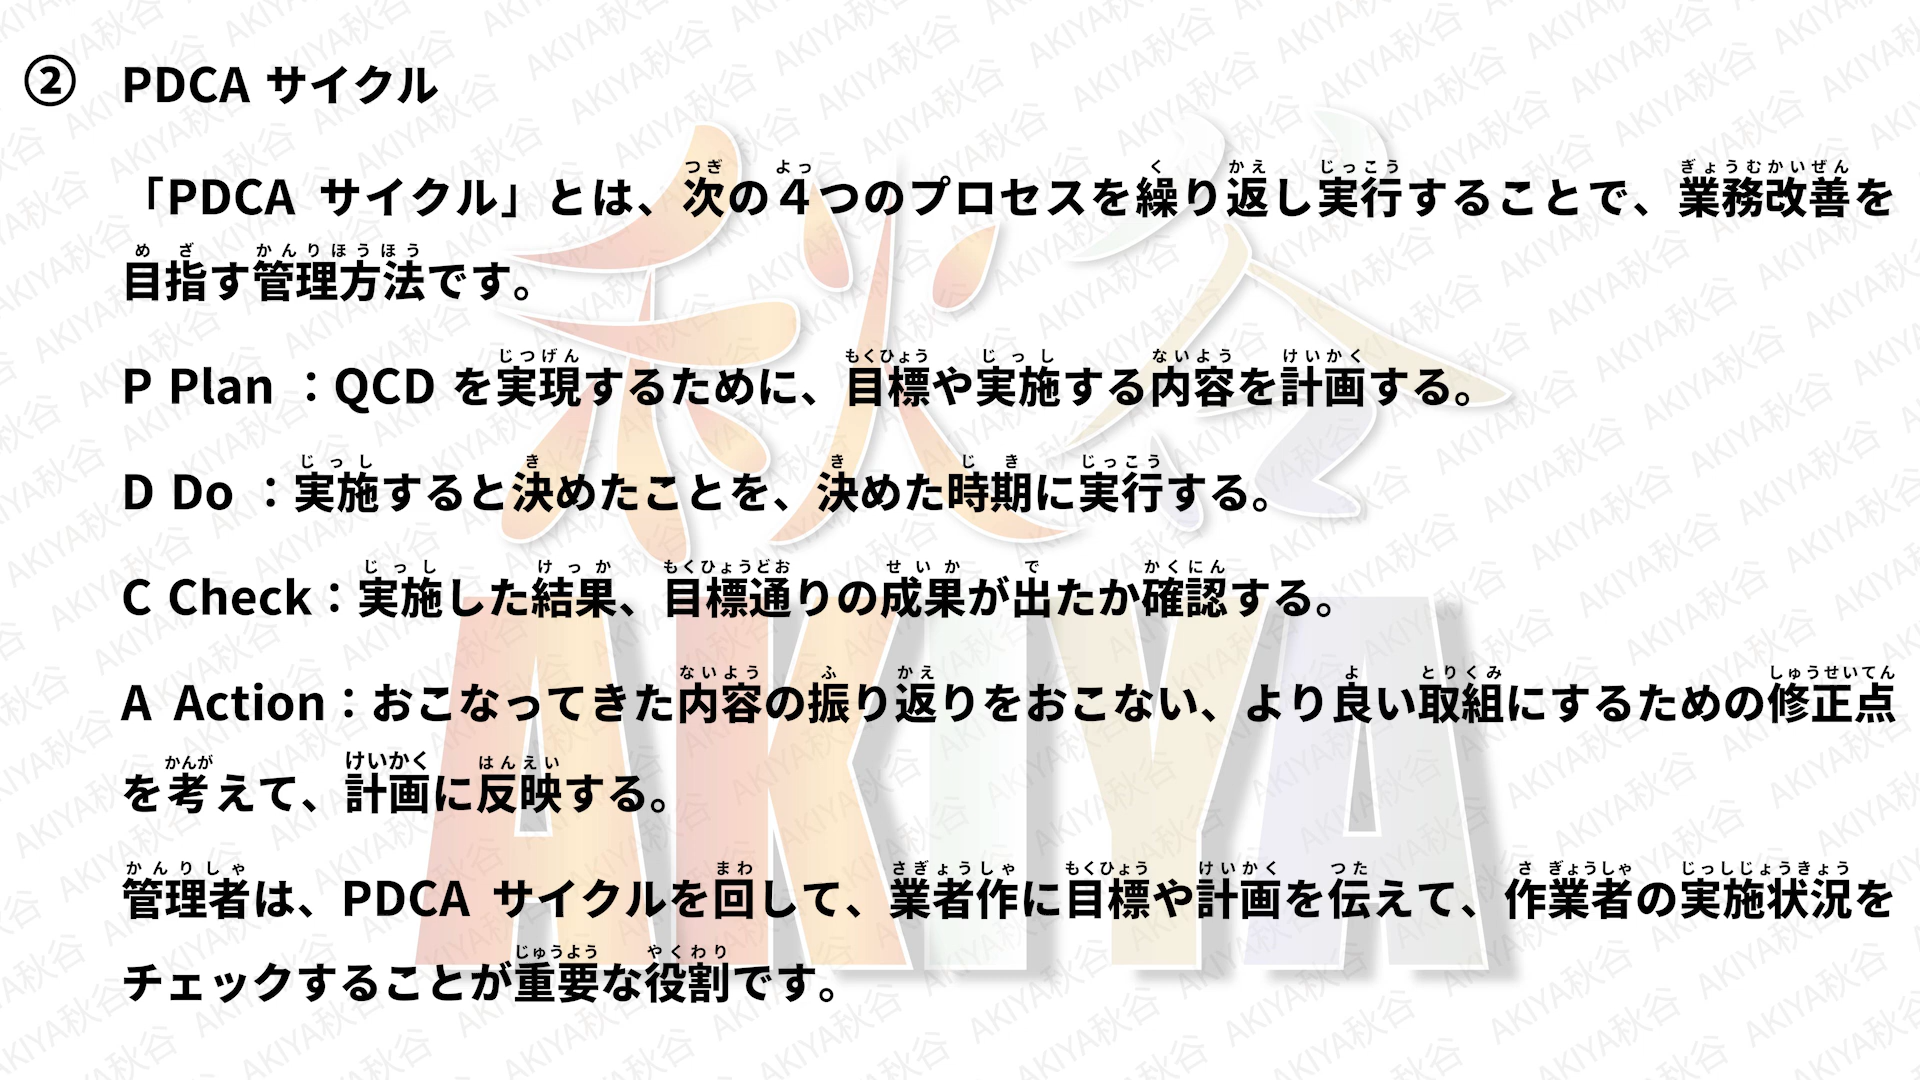 ② PDCA サイクル
「PDCA サイクル」とは、次の４つのプロセスを繰り返し実行することで、業務改善を
目指す管理方法です。
P Plan ：QCD を実現するために、目標や実施する内容を計画する。
D Do ：実施すると決めたことを、決めた時期に実行する。
C Check：実施した結果、目標通りの成果が出たか確認する。
A Action：おこなってきた内容の振り返りをおこない、より良い取組にするための修正点
を考えて、計画に反映する。
管理者は、PDCA サイクルを回して、業者作に目標や計画を伝えて、作業者の実施状況を
チェックすることが重要な役割です。
秋谷
AKIYA